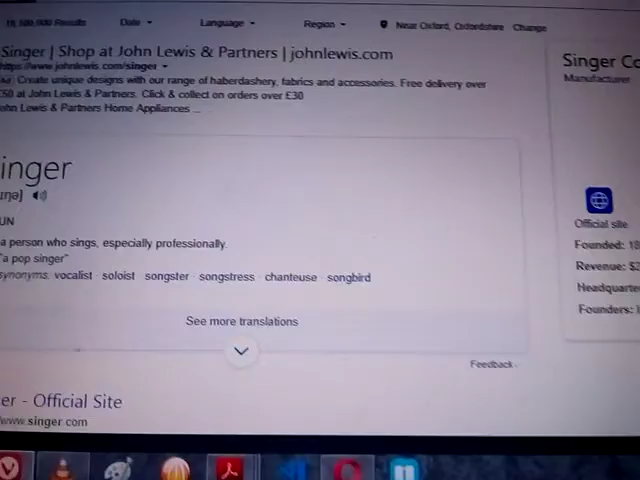 Results Date Language Region Near Oxford, Oxfordshire Change
Singer | Shop at John Lewis & Partners | johnlewis.com
https://www.johnlewis.com/singer
Create unique designs with our range of haberdashery, fabrics and accessories. Free delivery over
£50 at John Lewis & Partners. Click & collect on orders over £30
ohn Lewis & Partners Home Appliances ...
inger
ɪŋə]
UN
a person who sings, especially professionally.
"a pop singer"
synonyms: vocalist · soloist · songster · songstress · chanteuse · songbird
See more translations
Feedback
er - Official Site
www.singer.com
Singer Co
Manufacturer
Official site
Founded: 18
Revenue: $2
Headquarte
Founders: I